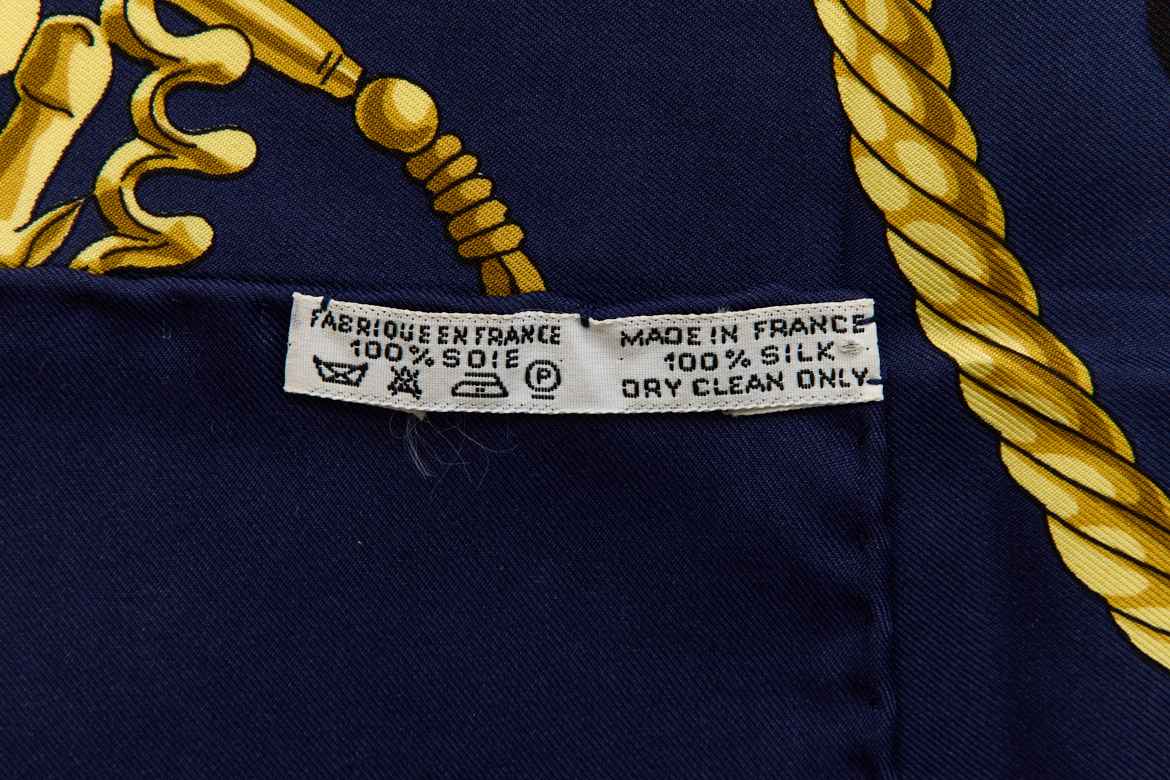 FABRIQUE EN FRANCE
100% SOIE
P
MADE IN FRANCE
100% SILK
DRY CLEAN ONLY